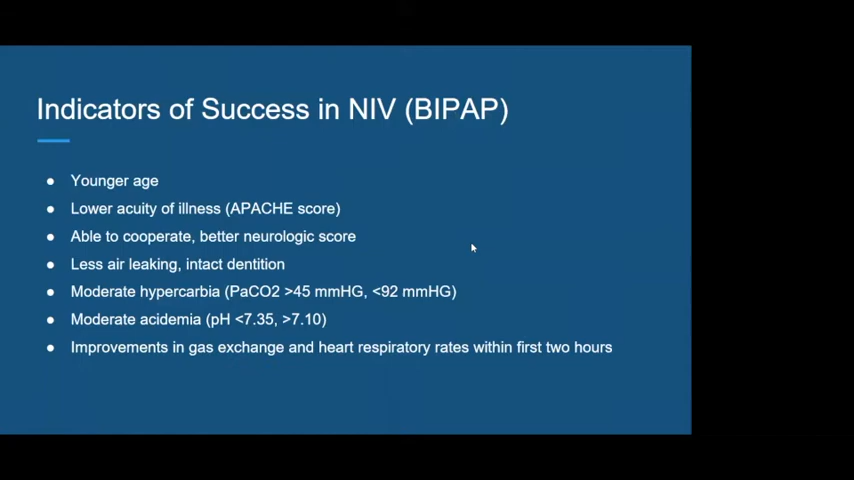 Indicators of Success in NIV (BIPAP)
● Younger age
● Lower acuity of illness (APACHE score)
● Able to cooperate, better neurologic score
● Less air leaking, intact dentition
● Moderate hypercarbia (PaCO2 >45 mmHG, <92 mmHG)
● Moderate acidemia (pH <7.35, >7.10)
● Improvements in gas exchange and heart respiratory rates within first two hours